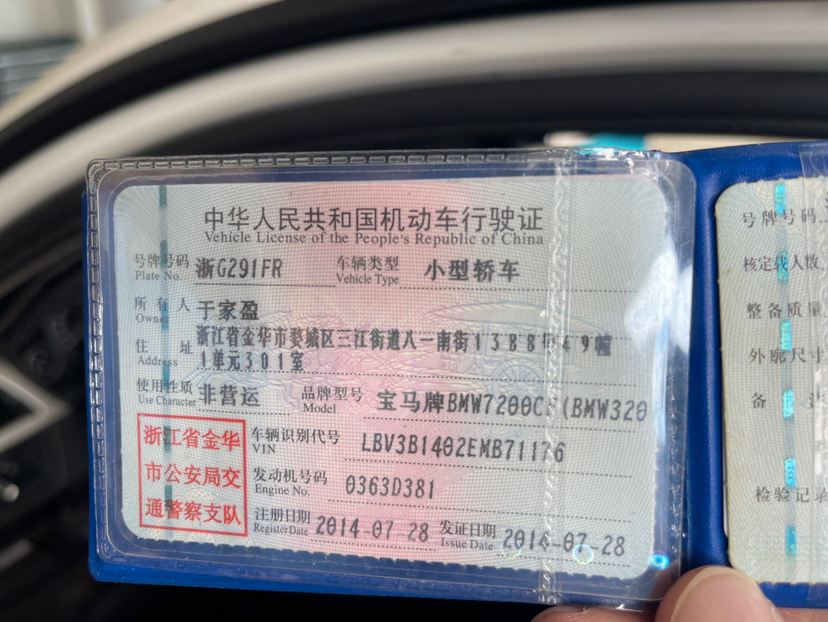 中华人民共和国机动车行驶证
Vehicle License of the People's Republic of China
号牌号码 浙G291FR 车辆类型 小型轿车
Plate No. Vehicle Type
所有人 于家盈
Owner
住址 浙江省金华市婺城区三江街道八一南街1388号49幢
Address 1单元301室
使用性质 非营运 品牌型号 宝马牌BMW7200CF(BMW320
Use Character Model
浙江省金华
市公安局交
通警察支队
车辆识别代号 LBV3B1402EMB71176
VIN
发动机号码 0363D381
Engine No.
注册日期 2014-07-28 发证日期 2014-07-28
Register Date Issue Date
号牌号码
核定载人数
整备质量
外廓尺寸
备注
检验记录